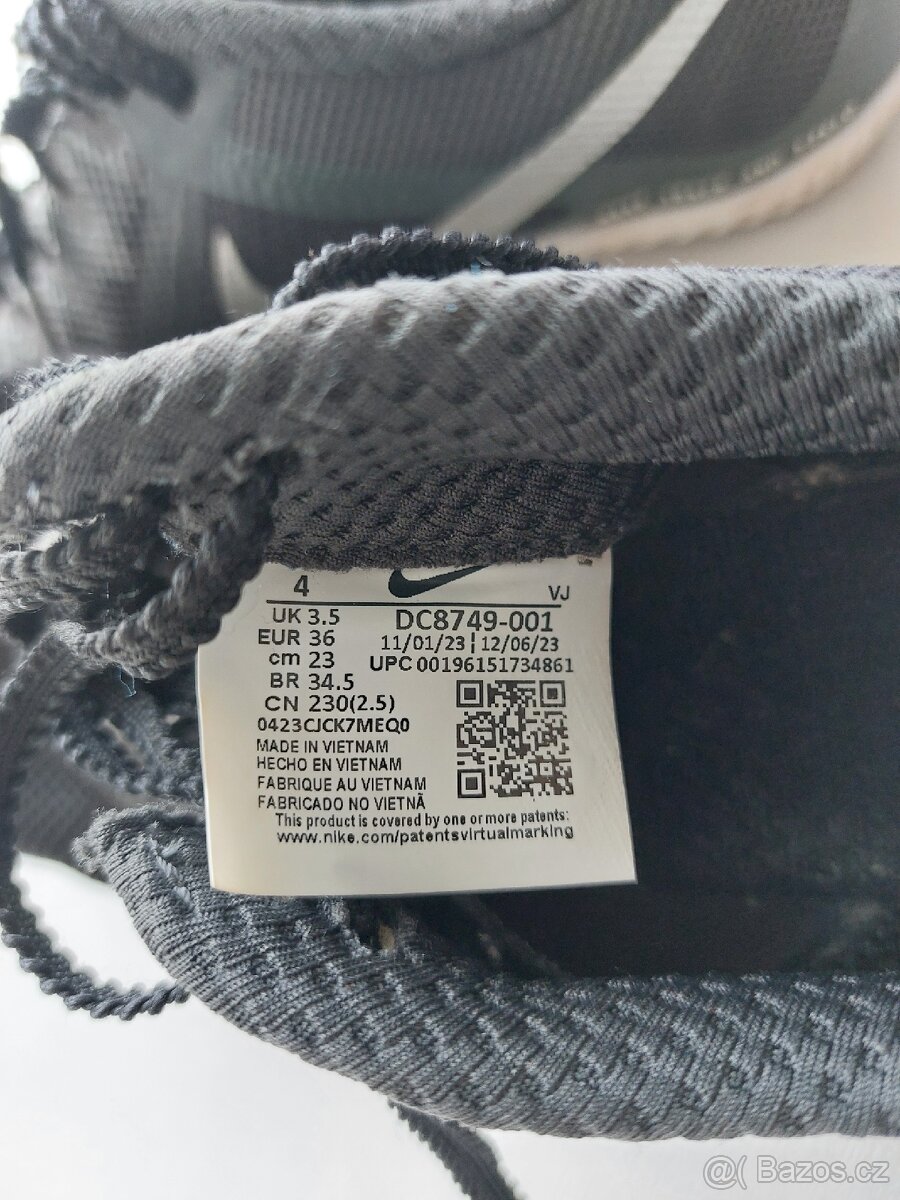 4 VJ
UK 3.5 DC8749-001
EUR 36 11/01/23 | 12/06/23
cm 23 UPC 00196151734861
BR 34.5
CN 230(2.5)
0423CJCK7MEQ0
MADE IN VIETNAM
HECHO EN VIETNAM
FABRIQUE AU VIETNAM
FABRICADO NO VIETNÃ
This product is covered by one or more patents:
www.nike.com/patentsvirtualmarking
@( Bazos.cz